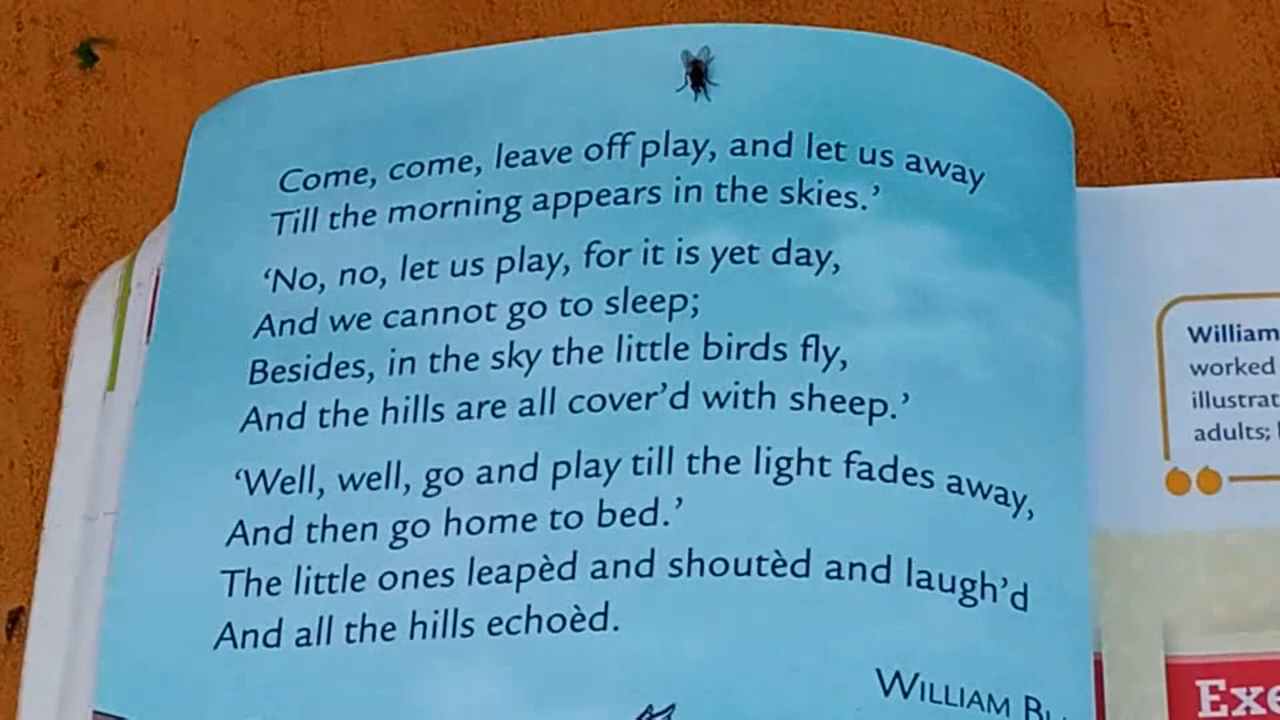 Come, come, leave off play, and let us away
Till the morning appears in the skies.’
‘No, no, let us play, for it is yet day,
And we cannot go to sleep;
Besides, in the sky the little birds fly,
And the hills are all cover’d with sheep.’
‘Well, well, go and play till the light fades away,
And then go home to bed.’
The little ones leapèd and shoutèd and laugh’d
And all the hills echoèd.
WILLIAM
William
worked
adults;